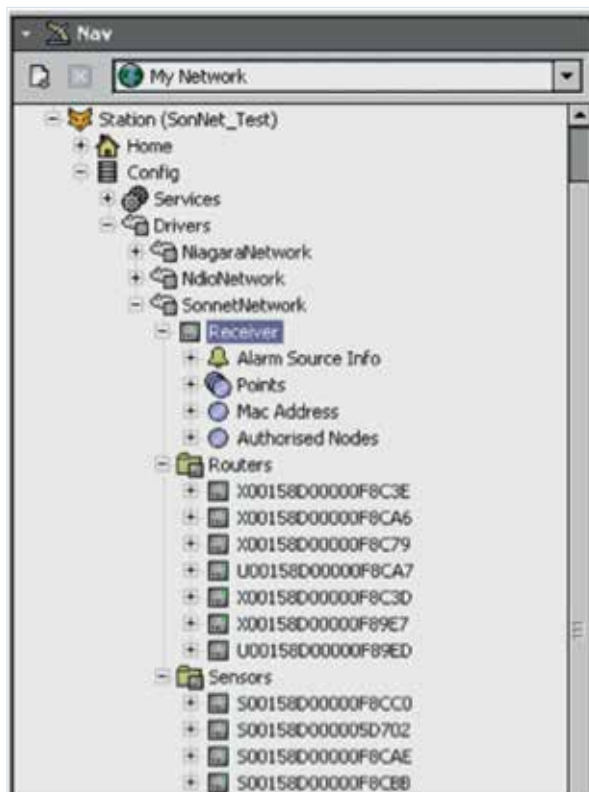 Nav
My Network
Station (SonNet_Test)
Home
Config
Services
Drivers
NiagaraNetwork
NdioNetwork
SonnetNetwork
Receiver
Alarm Source Info
Points
Mac Address
Authorised Nodes
Routers
X00158D00000F8C3E
X00158D00000F8CA6
X00158D00000F8C79
U00158D00000F8CA7
X00158D00000F8C3D
X00158D00000F89E7
U00158D00000F89ED
Sensors
S00158D00000F8CC0
S00158D000005D702
S00158D00000F8CAE
S00158D00000F8CBB